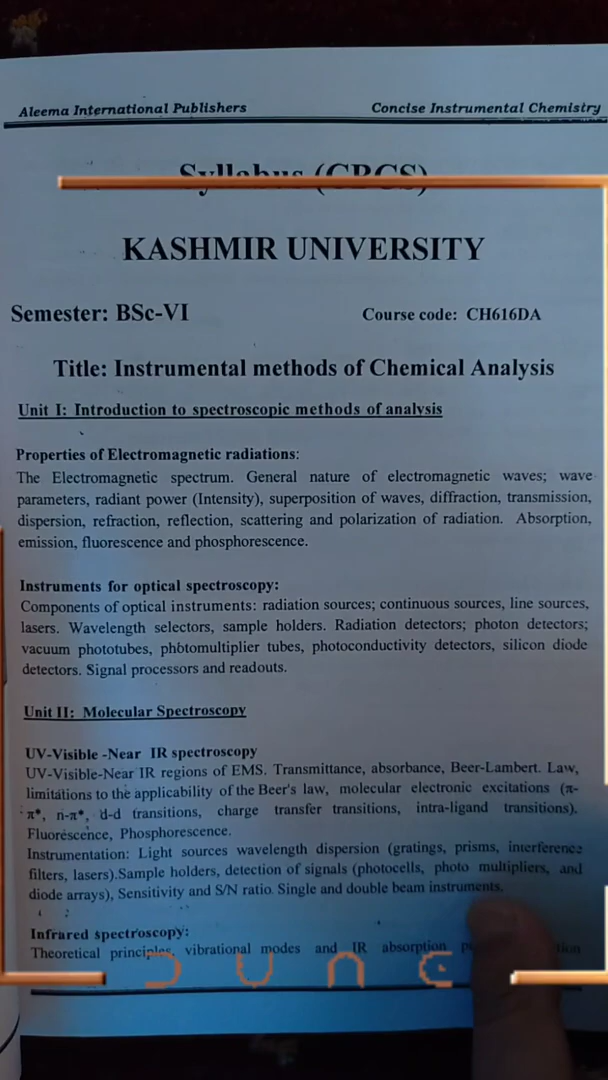 Aleema International Publishers Concise Instrumental Chemistry
Syllabus (CBCS)
KASHMIR UNIVERSITY
Semester: BSc-VI Course code: CH616DA
Title: Instrumental methods of Chemical Analysis
Unit I: Introduction to spectroscopic methods of analysis
Properties of Electromagnetic radiations:
The Electromagnetic spectrum. General nature of electromagnetic waves; wave
parameters, radiant power (Intensity), superposition of waves, diffraction, transmission,
dispersion, refraction, reflection, scattering and polarization of radiation. Absorption,
emission, fluorescence and phosphorescence.
Instruments for optical spectroscopy:
Components of optical instruments: radiation sources; continuous sources, line sources,
lasers. Wavelength selectors, sample holders. Radiation detectors; photon detectors;
vacuum phototubes, photomultiplier tubes, photoconductivity detectors, silicon diode
detectors. Signal processors and readouts.
Unit II: Molecular Spectroscopy
UV-Visible -Near IR spectroscopy
UV-Visible-Near IR regions of EMS. Transmittance, absorbance, Beer-Lambert. Law,
limitations to the applicability of the Beer's law, molecular electronic excitations (π-
π*, n-π*, d-d transitions, charge transfer transitions, intra-ligand transitions).
Fluorescence, Phosphorescence.
Instrumentation: Light sources wavelength dispersion (gratings, prisms, interference
filters, lasers).Sample holders, detection of signals (photocells, photo multipliers, and
diode arrays), Sensitivity and S/N ratio. Single and double beam instruments.
Infrared spectroscopy:
Theoretical principles, vibrational modes and IR absorption